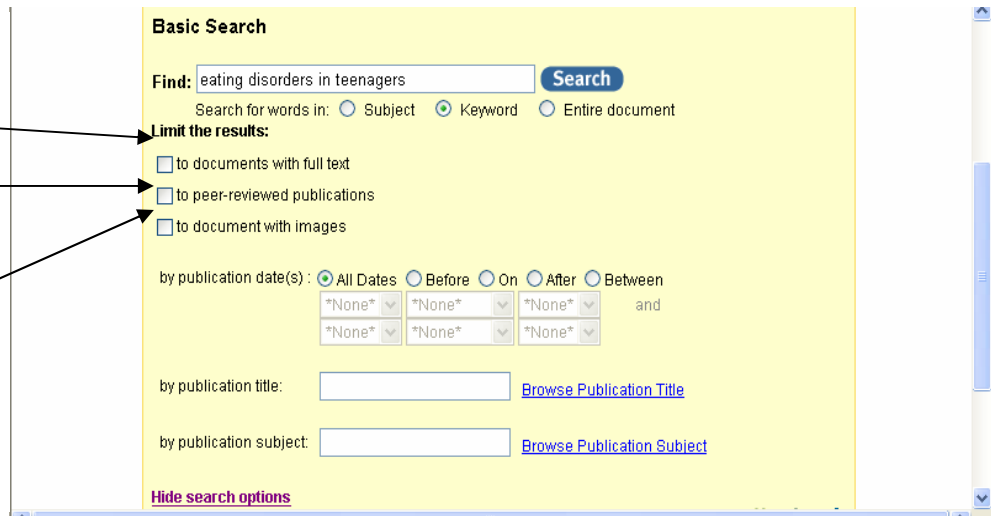 Basic Search
Find: eating disorders in teenagers Search
Search for words in: Subject Keyword Entire document
Limit the results:
to documents with full text
to peer-reviewed publications
to document with images
by publication date(s) : All Dates Before On After Between
*None* *None* *None* and
*None* *None* *None*
by publication title: Browse Publication Title
by publication subject: Browse Publication Subject
Hide search options